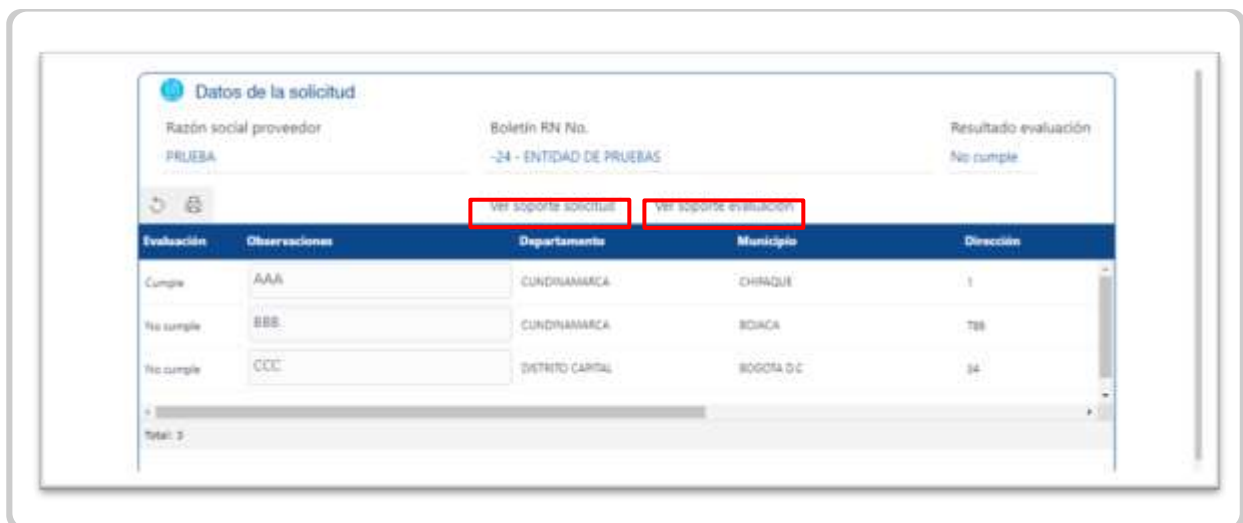 Datos de la solicitud
Razón social proveedor Boletín RN No. Resultado evaluación
PRUEBA -24 - ENTIDAD DE PRUEBAS No cumple
Ver soporte solicitud Ver soporte evaluación
Evaluación Observaciones Departamento Municipio Dirección
Cumple AAA CUNDINAMARCA CHIPAQUE 1
No cumple BBB CUNDINAMARCA BOJACA
No cumple CCC DISTRITO CAPITAL BOGOTA D.C 34
Total: 3